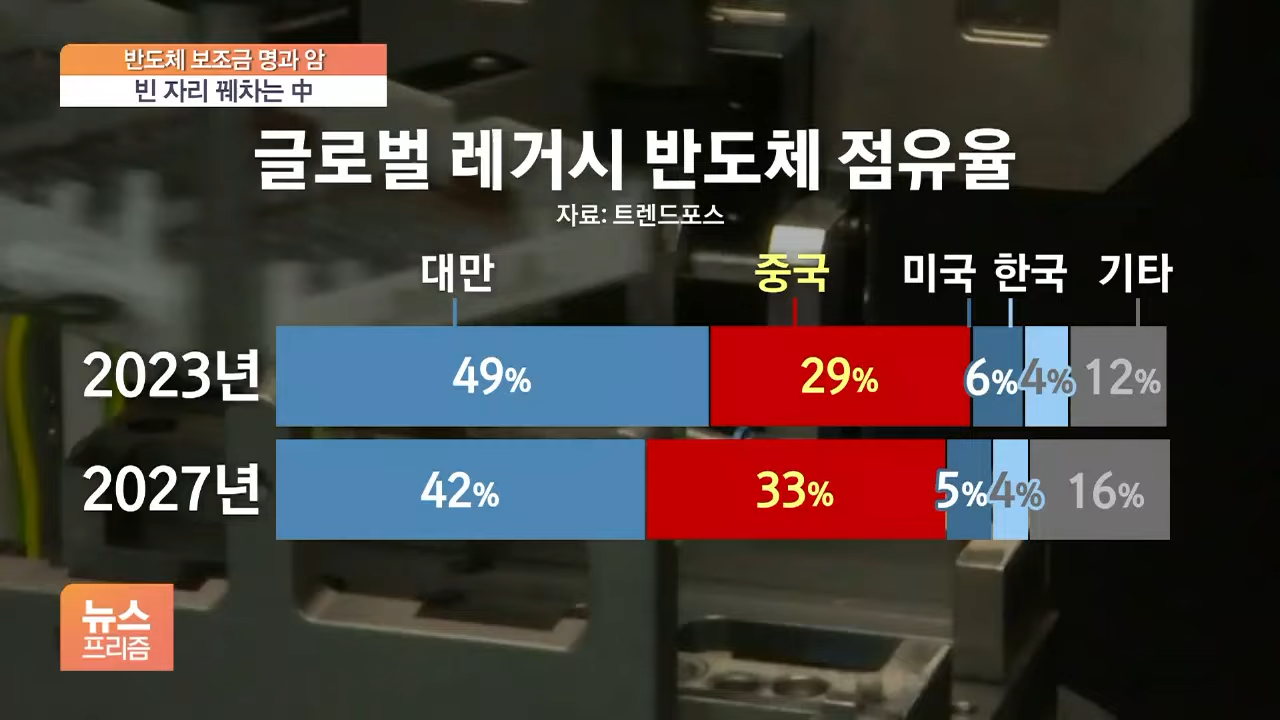 반도체 보조금 명과 암
빈 자리 꿰차는 中
글로벌 레거시 반도체 점유율
자료: 트렌드포스
대만 중국 미국 한국 기타
2023년 49% 29% 6% 4% 12%
2027년 42% 33% 5% 4% 16%
뉴스
프리즘